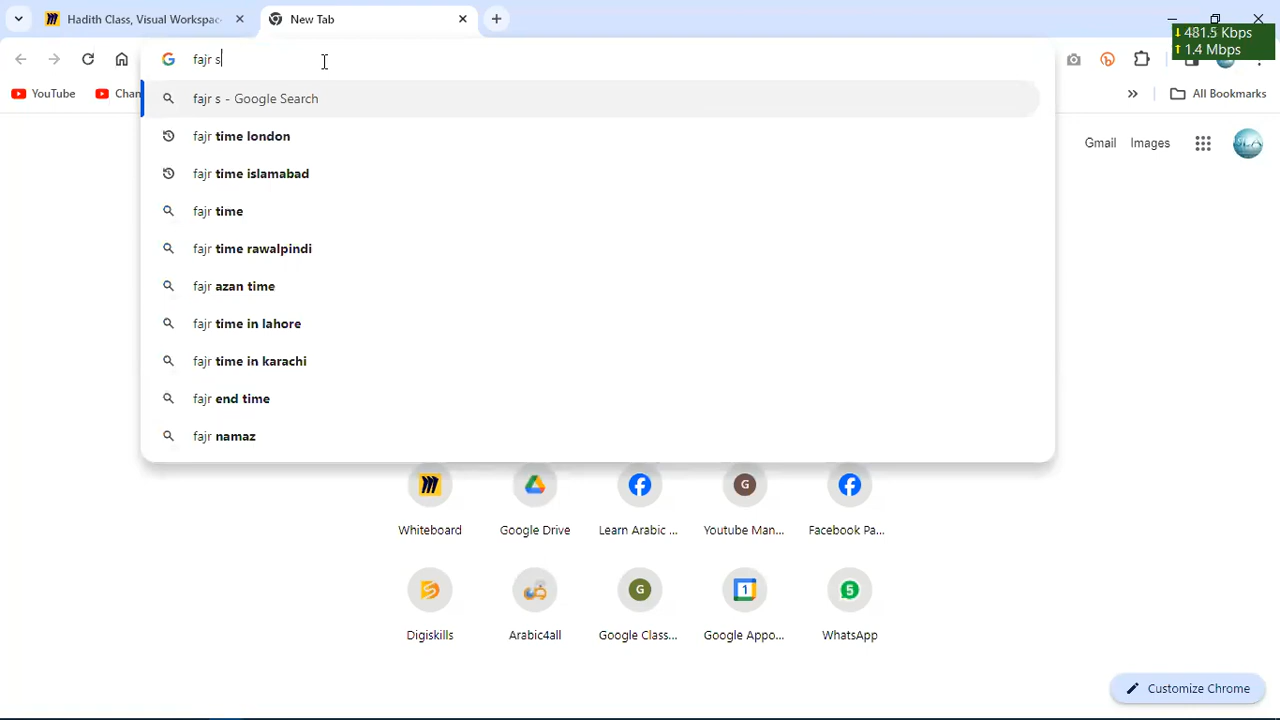 Hadith Class, Visual Workspac
New Tab
481.5 Kbps
1.4 Mbps
fajr s
YouTube
Chan
All Bookmarks
fajr s - Google Search
fajr time london
fajr time islamabad
fajr time
fajr time rawalpindi
fajr azan time
fajr time in lahore
fajr time in karachi
fajr end time
fajr namaz
Gmail Images
Whiteboard Google Drive Learn Arabic ... Youtube Man... Facebook Pa...
Digiskills Arabic4all Google Class... Google Appo... WhatsApp
Customize Chrome